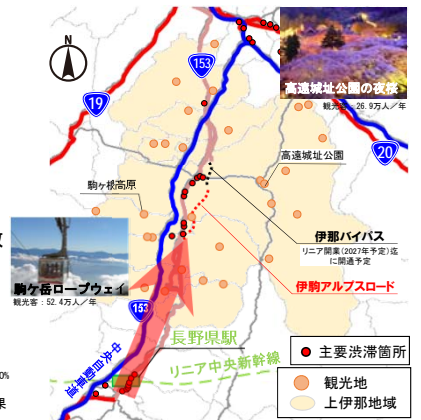 N
153
19
高遠城址公園の夜桜
観光客：26.9万人／年
20
高遠城址公園
駒ヶ根高原
伊那バイパス
リニア開業(2027年予定)迄
に開通予定
駒ケ岳ロープウェイ
観光客：52.4万人／年
伊駒アルプスロード
153
長野県駅
中央自動車道
リニア中央新幹線
主要渋滞箇所
観光地
上伊那地域
0%
果